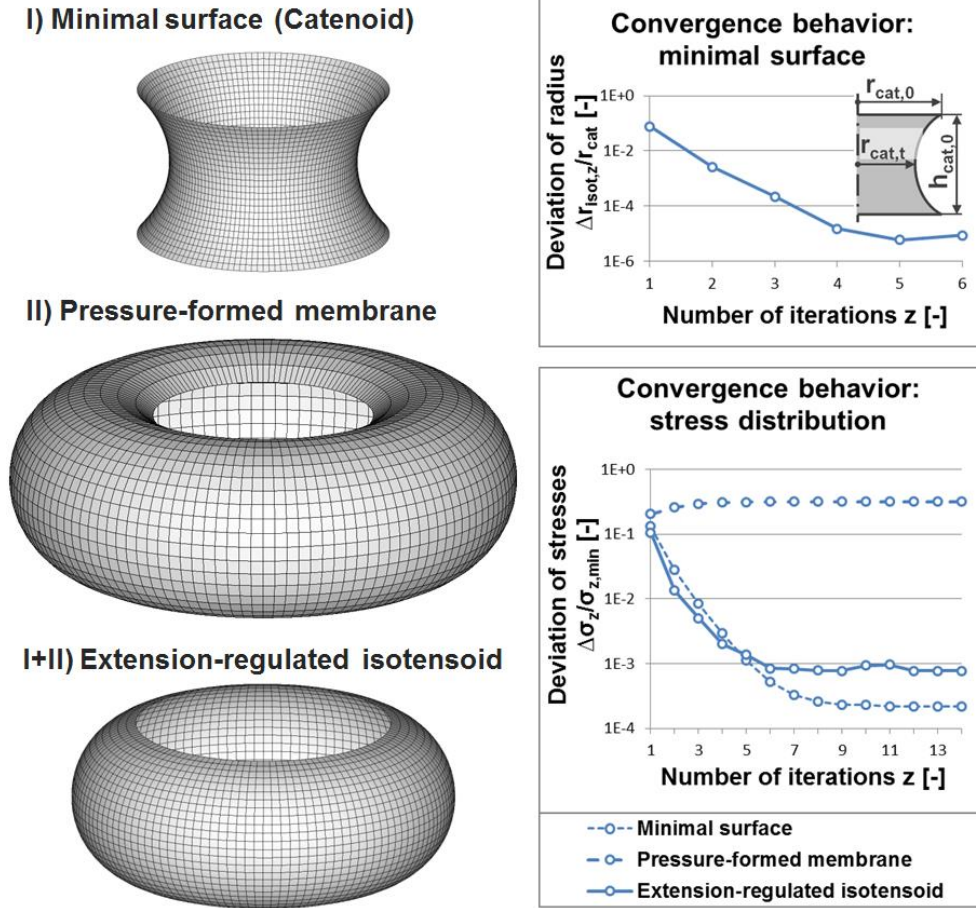 I) Minimal surface (Catenoid)
II) Pressure-formed membrane
I+II) Extension-regulated isotensoid
Convergence behavior:
minimal surface
Deviation of radius
Δr_isot,z/r_cat [-]
1E+0
1E-2
1E-4
1E-6
1 2 3 4 5 6
Number of iterations z [-]
r_cat,0
r_cat,t
h_cat,0
Convergence behavior:
stress distribution
Deviation of stresses
Δσ_z/σ_z,min [-]
1E+0
1E-1
1E-2
1E-3
1E-4
1 3 5 7 9 11 13
Number of iterations z [-]
Minimal surface
Pressure-formed membrane
Extension-regulated isotensoid